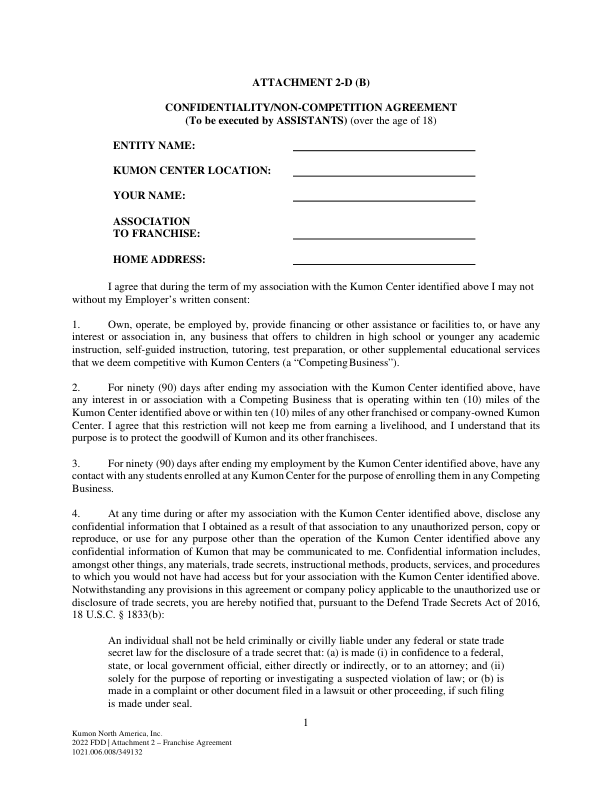 ATTACHMENT 2-D (B)
CONFIDENTIALITY/NON-COMPETITION AGREEMENT
(To be executed by ASSISTANTS) (over the age of 18)
ENTITY NAME:
KUMON CENTER LOCATION:
YOUR NAME:
ASSOCIATION
TO FRANCHISE:
HOME ADDRESS:
I agree that during the term of my association with the Kumon Center identified above I may not
without my Employer’s written consent:
1. Own, operate, be employed by, provide financing or other assistance or facilities to, or have any
interest or association in, any business that offers to children in high school or younger any academic
instruction, self-guided instruction, tutoring, test preparation, or other supplemental educational services
that we deem competitive with Kumon Centers (a “Competing Business”).
2. For ninety (90) days after ending my association with the Kumon Center identified above, have
any interest in or association with a Competing Business that is operating within ten (10) miles of the
Kumon Center identified above or within ten (10) miles of any other franchised or company-owned Kumon
Center. I agree that this restriction will not keep me from earning a livelihood, and I understand that its
purpose is to protect the goodwill of Kumon and its other franchisees.
3. For ninety (90) days after ending my employment by the Kumon Center identified above, have any
contact with any students enrolled at any Kumon Center for the purpose of enrolling them in any Competing
Business.
4. At any time during or after my association with the Kumon Center identified above, disclose any
confidential information that I obtained as a result of that association to any unauthorized person, copy or
reproduce, or use for any purpose other than the operation of the Kumon Center identified above any
confidential information of Kumon that may be communicated to me. Confidential information includes,
amongst other things, any materials, trade secrets, instructional methods, products, services, and procedures
to which you would not have had access but for your association with the Kumon Center identified above.
Notwithstanding any provisions in this agreement or company policy applicable to the unauthorized use or
disclosure of trade secrets, you are hereby notified that, pursuant to the Defend Trade Secrets Act of 2016,
18 U.S.C. § 1833(b):
An individual shall not be held criminally or civilly liable under any federal or state trade
secret law for the disclosure of a trade secret that: (a) is made (i) in confidence to a federal,
state, or local government official, either directly or indirectly, or to an attorney; and (ii)
solely for the purpose of reporting or investigating a suspected violation of law; or (b) is
made in a complaint or other document filed in a lawsuit or other proceeding, if such filing
is made under seal.
1
Kumon North America, Inc.
2022 FDD | Attachment 2 – Franchise Agreement
1021.006.008/349132